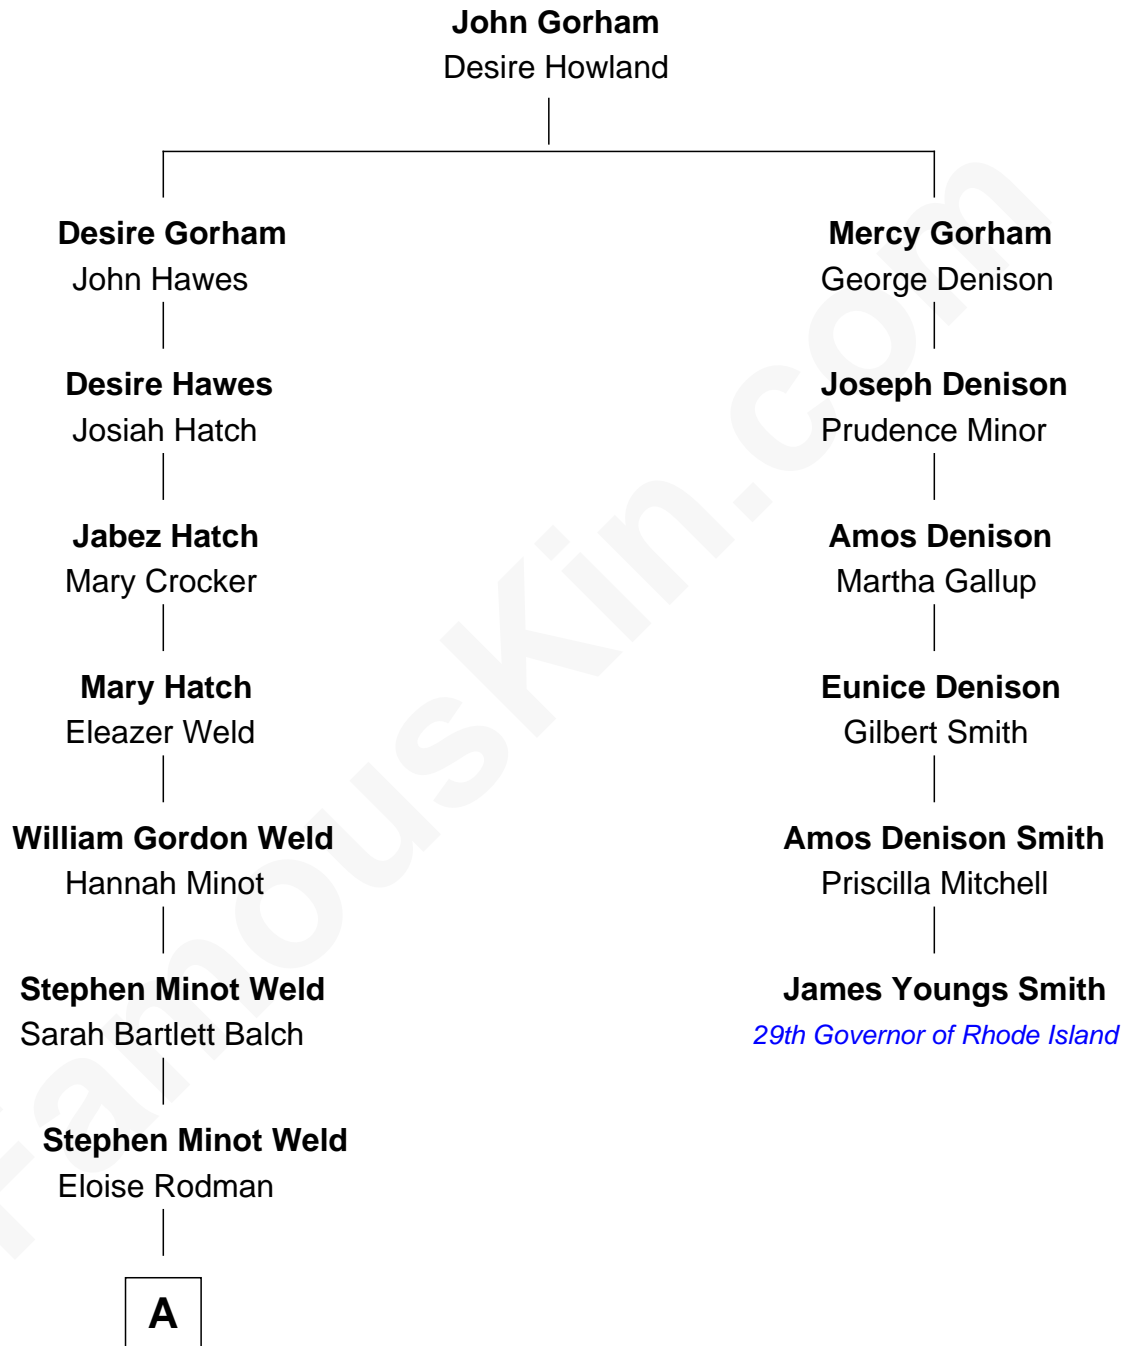 John Gorham
Desire Howland
Desire Gorham
John Hawes
Mercy Gorham
George Denison
Desire Hawes
Josiah Hatch
Joseph Denison
Prudence Minor
Jabez Hatch
Mary Crocker
Amos Denison
Martha Gallup
Mary Hatch
Eleazer Weld
Eunice Denison
Gilbert Smith
William Gordon Weld
Hannah Minot
Amos Denison Smith
Priscilla Mitchell
Stephen Minot Weld
Sarah Bartlett Balch
James Youngs Smith
29th Governor of Rhode Island
Stephen Minot Weld
Eloise Rodman
A
FamousKin.com